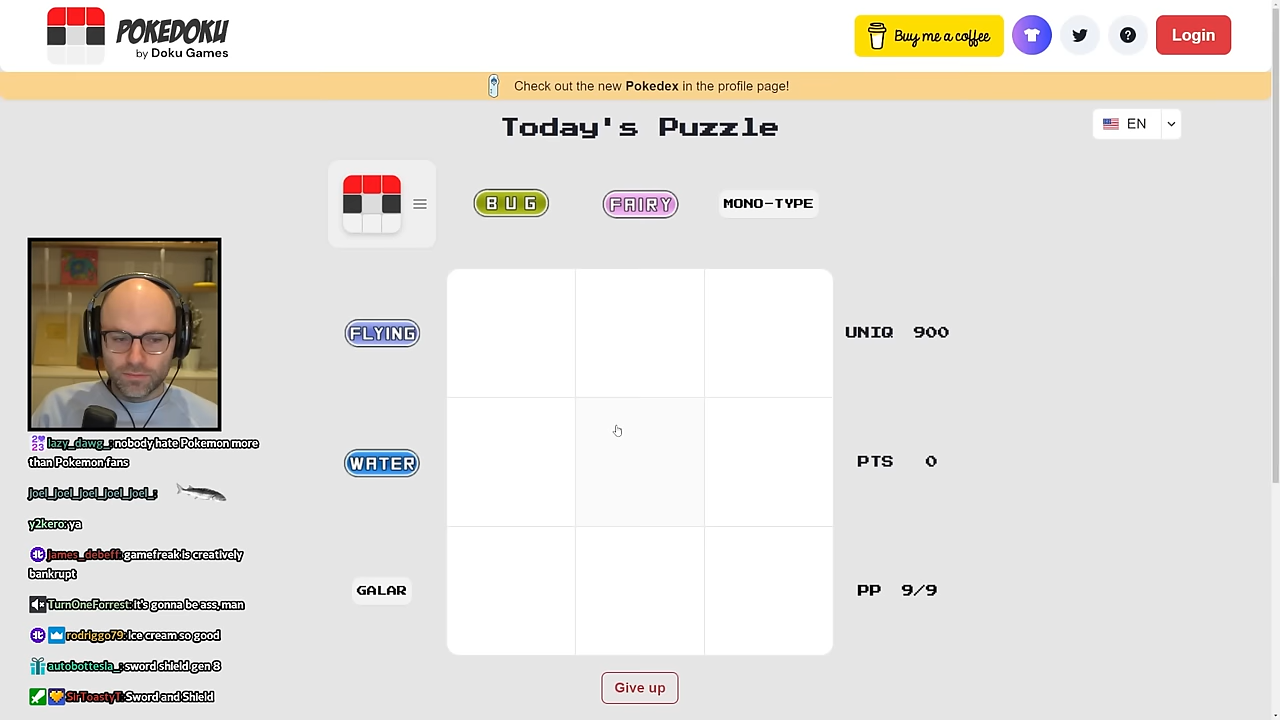 POKEDOKU
by Doku Games
Buy me a coffee
Login
Check out the new Pokedex in the profile page!
Today's Puzzle
EN
BUG
FAIRY
MONO-TYPE
FLYING
UNIQ 900
WATER
PTS 0
GALAR
PP 9/9
Give up
lazy_dawg_: nobody hate Pokemon more
than Pokemon fans
joel_joel_joel_joel_joel_:
y2kero: ya
james_debeff: gamefreak is creatively
bankrupt
TurnOneForrest: It's gonna be ass, man
rodriggo79: Ice cream so good
autobottesla_: sword shield gen 8
SirToastyT: Sword and Shield